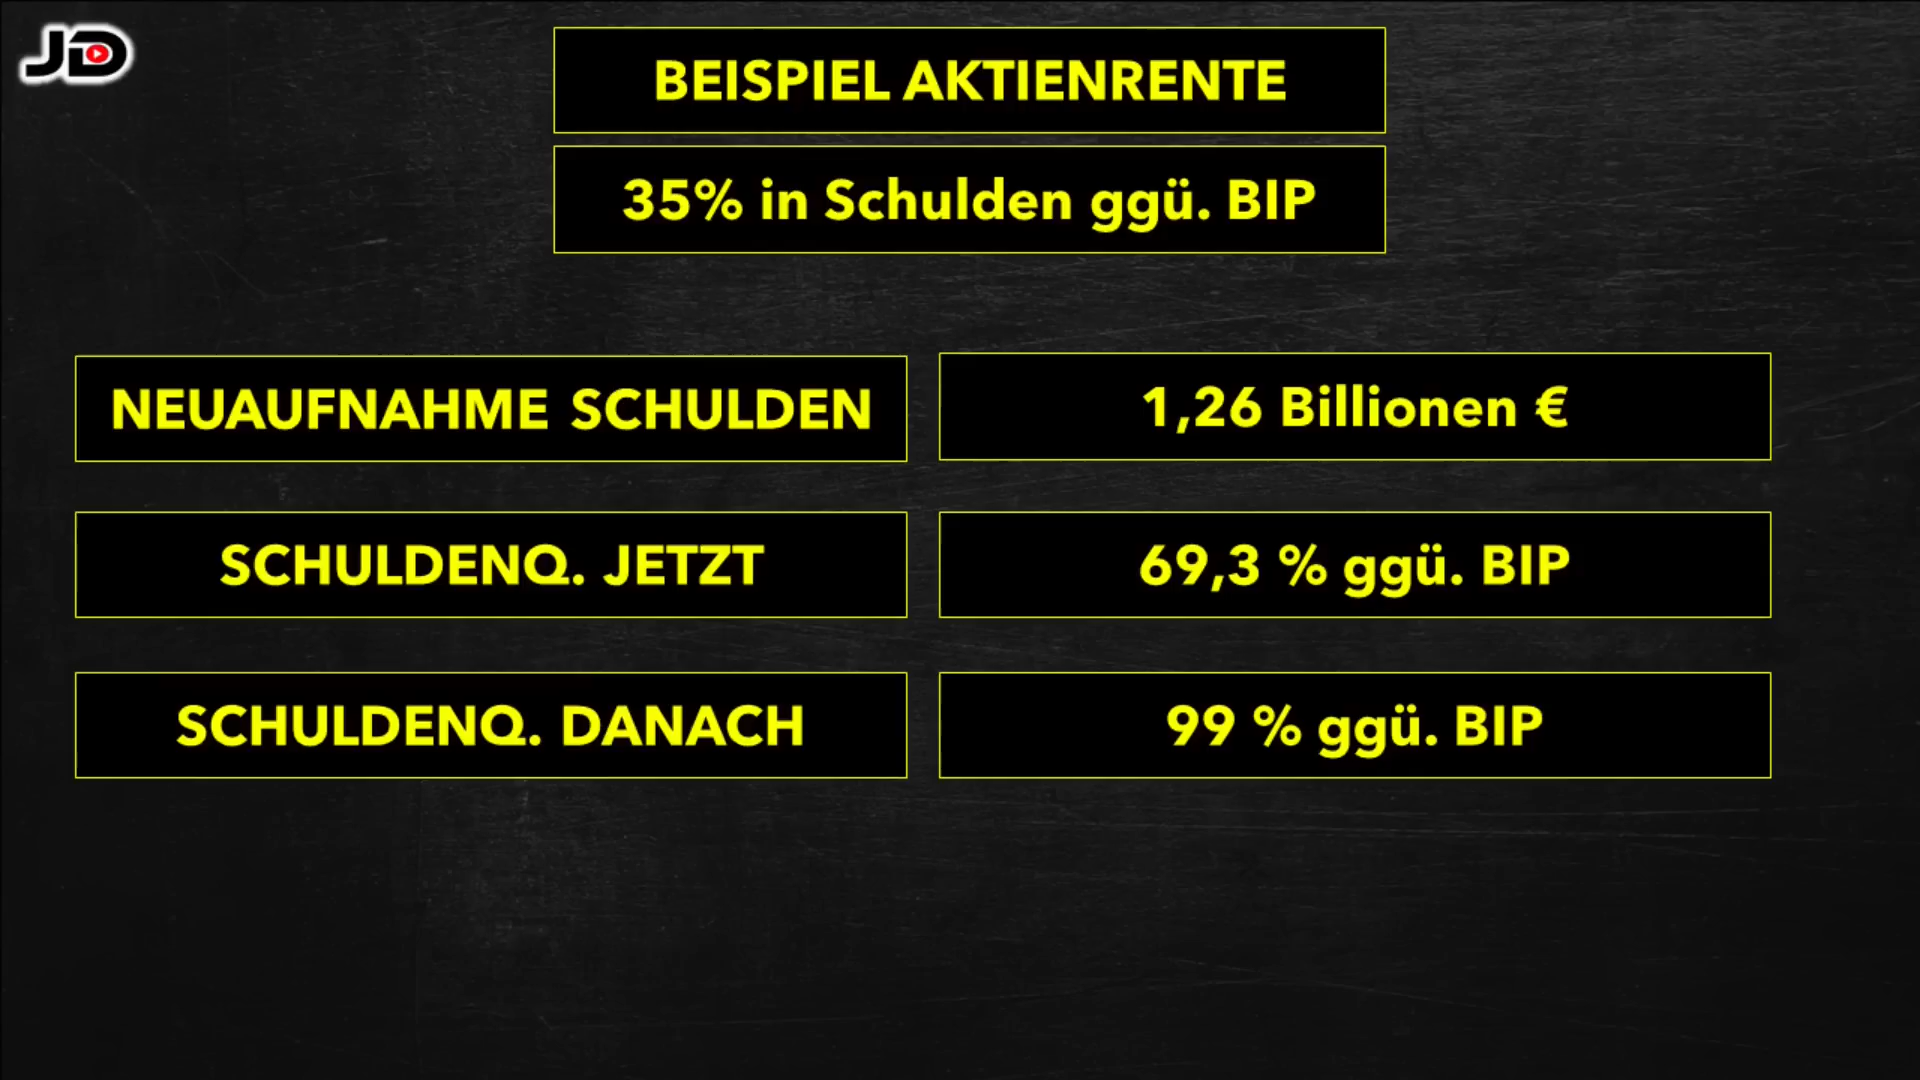 JD
BEISPIEL AKTIENRENTE
35% in Schulden ggü. BIP
NEUAUFNAHME SCHULDEN
1,26 Billionen €
SCHULDENQ. JETZT
69,3 % ggü. BIP
SCHULDENQ. DANACH
99 % ggü. BIP